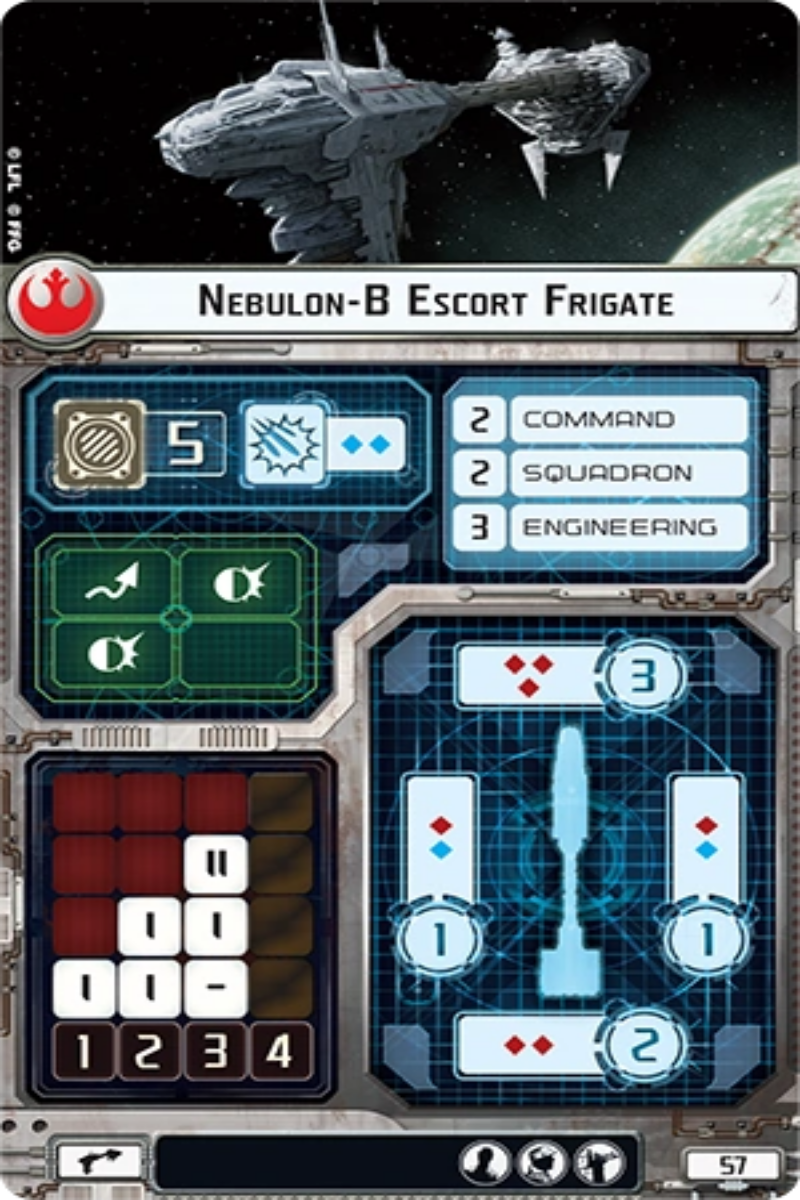 © LFL © FFG
NEBULON-B ESCORT FRIGATE
5
2 COMMAND
2 SQUADRON
3 ENGINEERING
3
1 1
2
II
I I
I I -
1 2 3 4
57